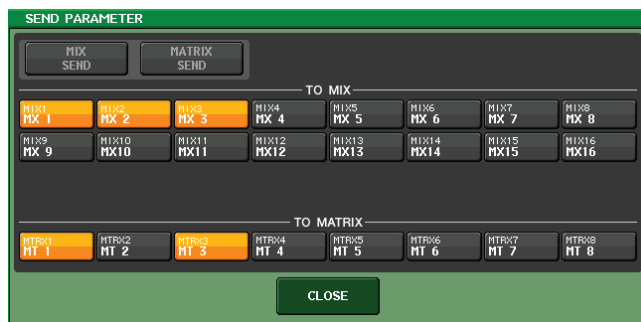 SEND PARAMETER
MIX SEND
MATRIX SEND
TO MIX
MIX1 MX 1
MIX2 MX 2
MIX3 MX 3
MIX4 MX 4
MIX5 MX 5
MIX6 MX 6
MIX7 MX 7
MIX8 MX 8
MIX9 MX 9
MIX10 MX10
MIX11 MX11
MIX12 MX12
MIX13 MX13
MIX14 MX14
MIX15 MX15
MIX16 MX16
TO MATRIX
MTRX1 MT 1
MTRX2 MT 2
MTRX3 MT 3
MTRX4 MT 4
MTRX5 MT 5
MTRX6 MT 6
MTRX7 MT 7
MTRX8 MT 8
CLOSE